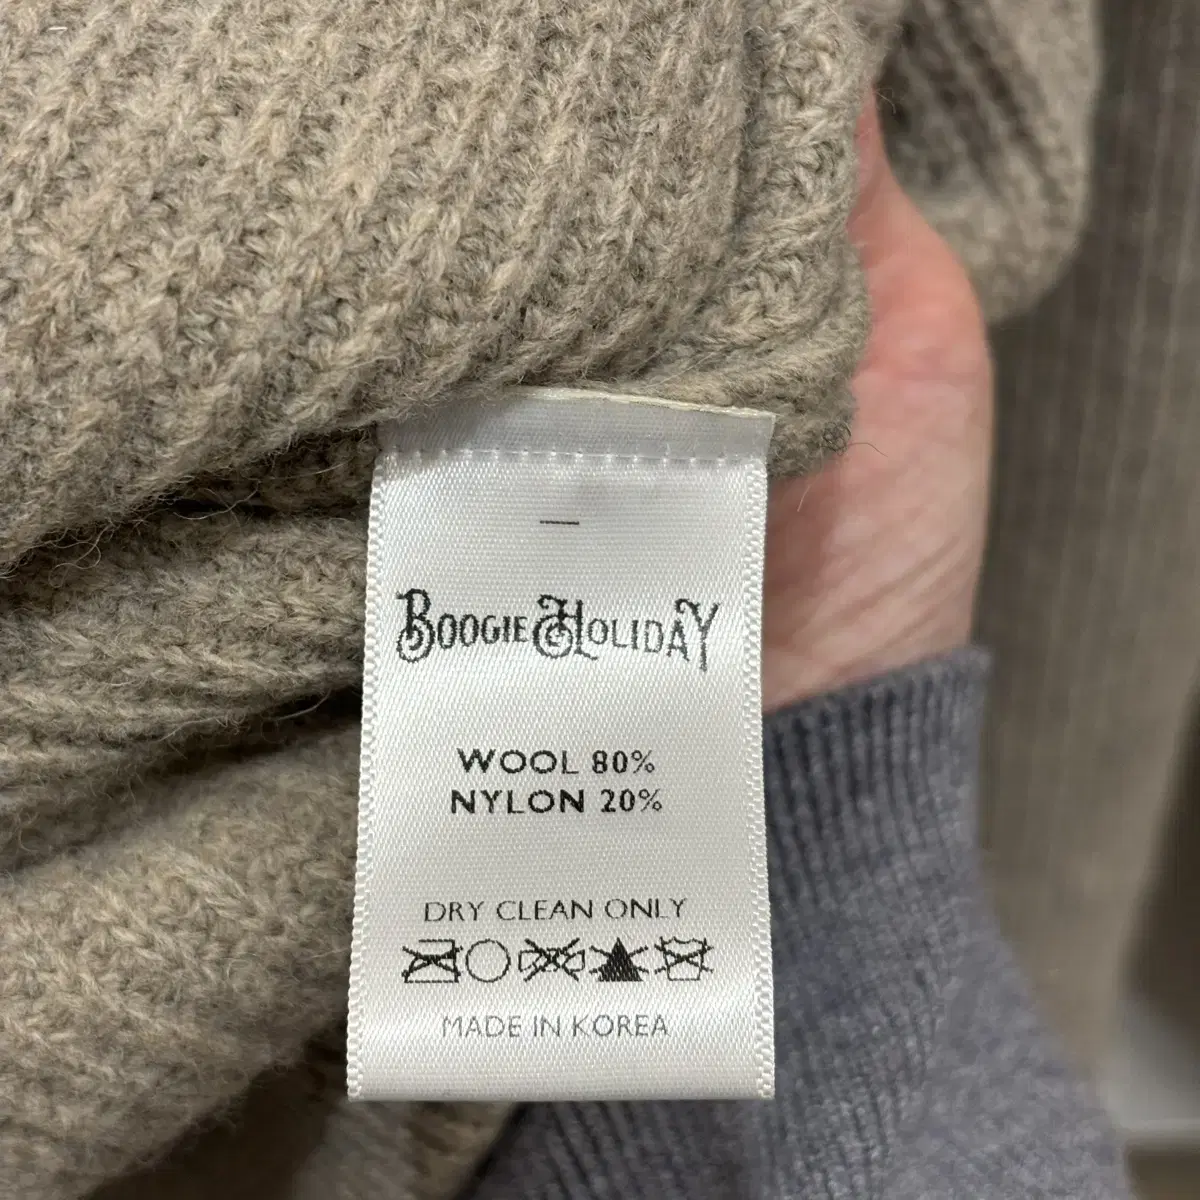 BOOGIE HOLIDAY
WOOL 80%
NYLON 20%
DRY CLEAN ONLY
MADE IN KOREA